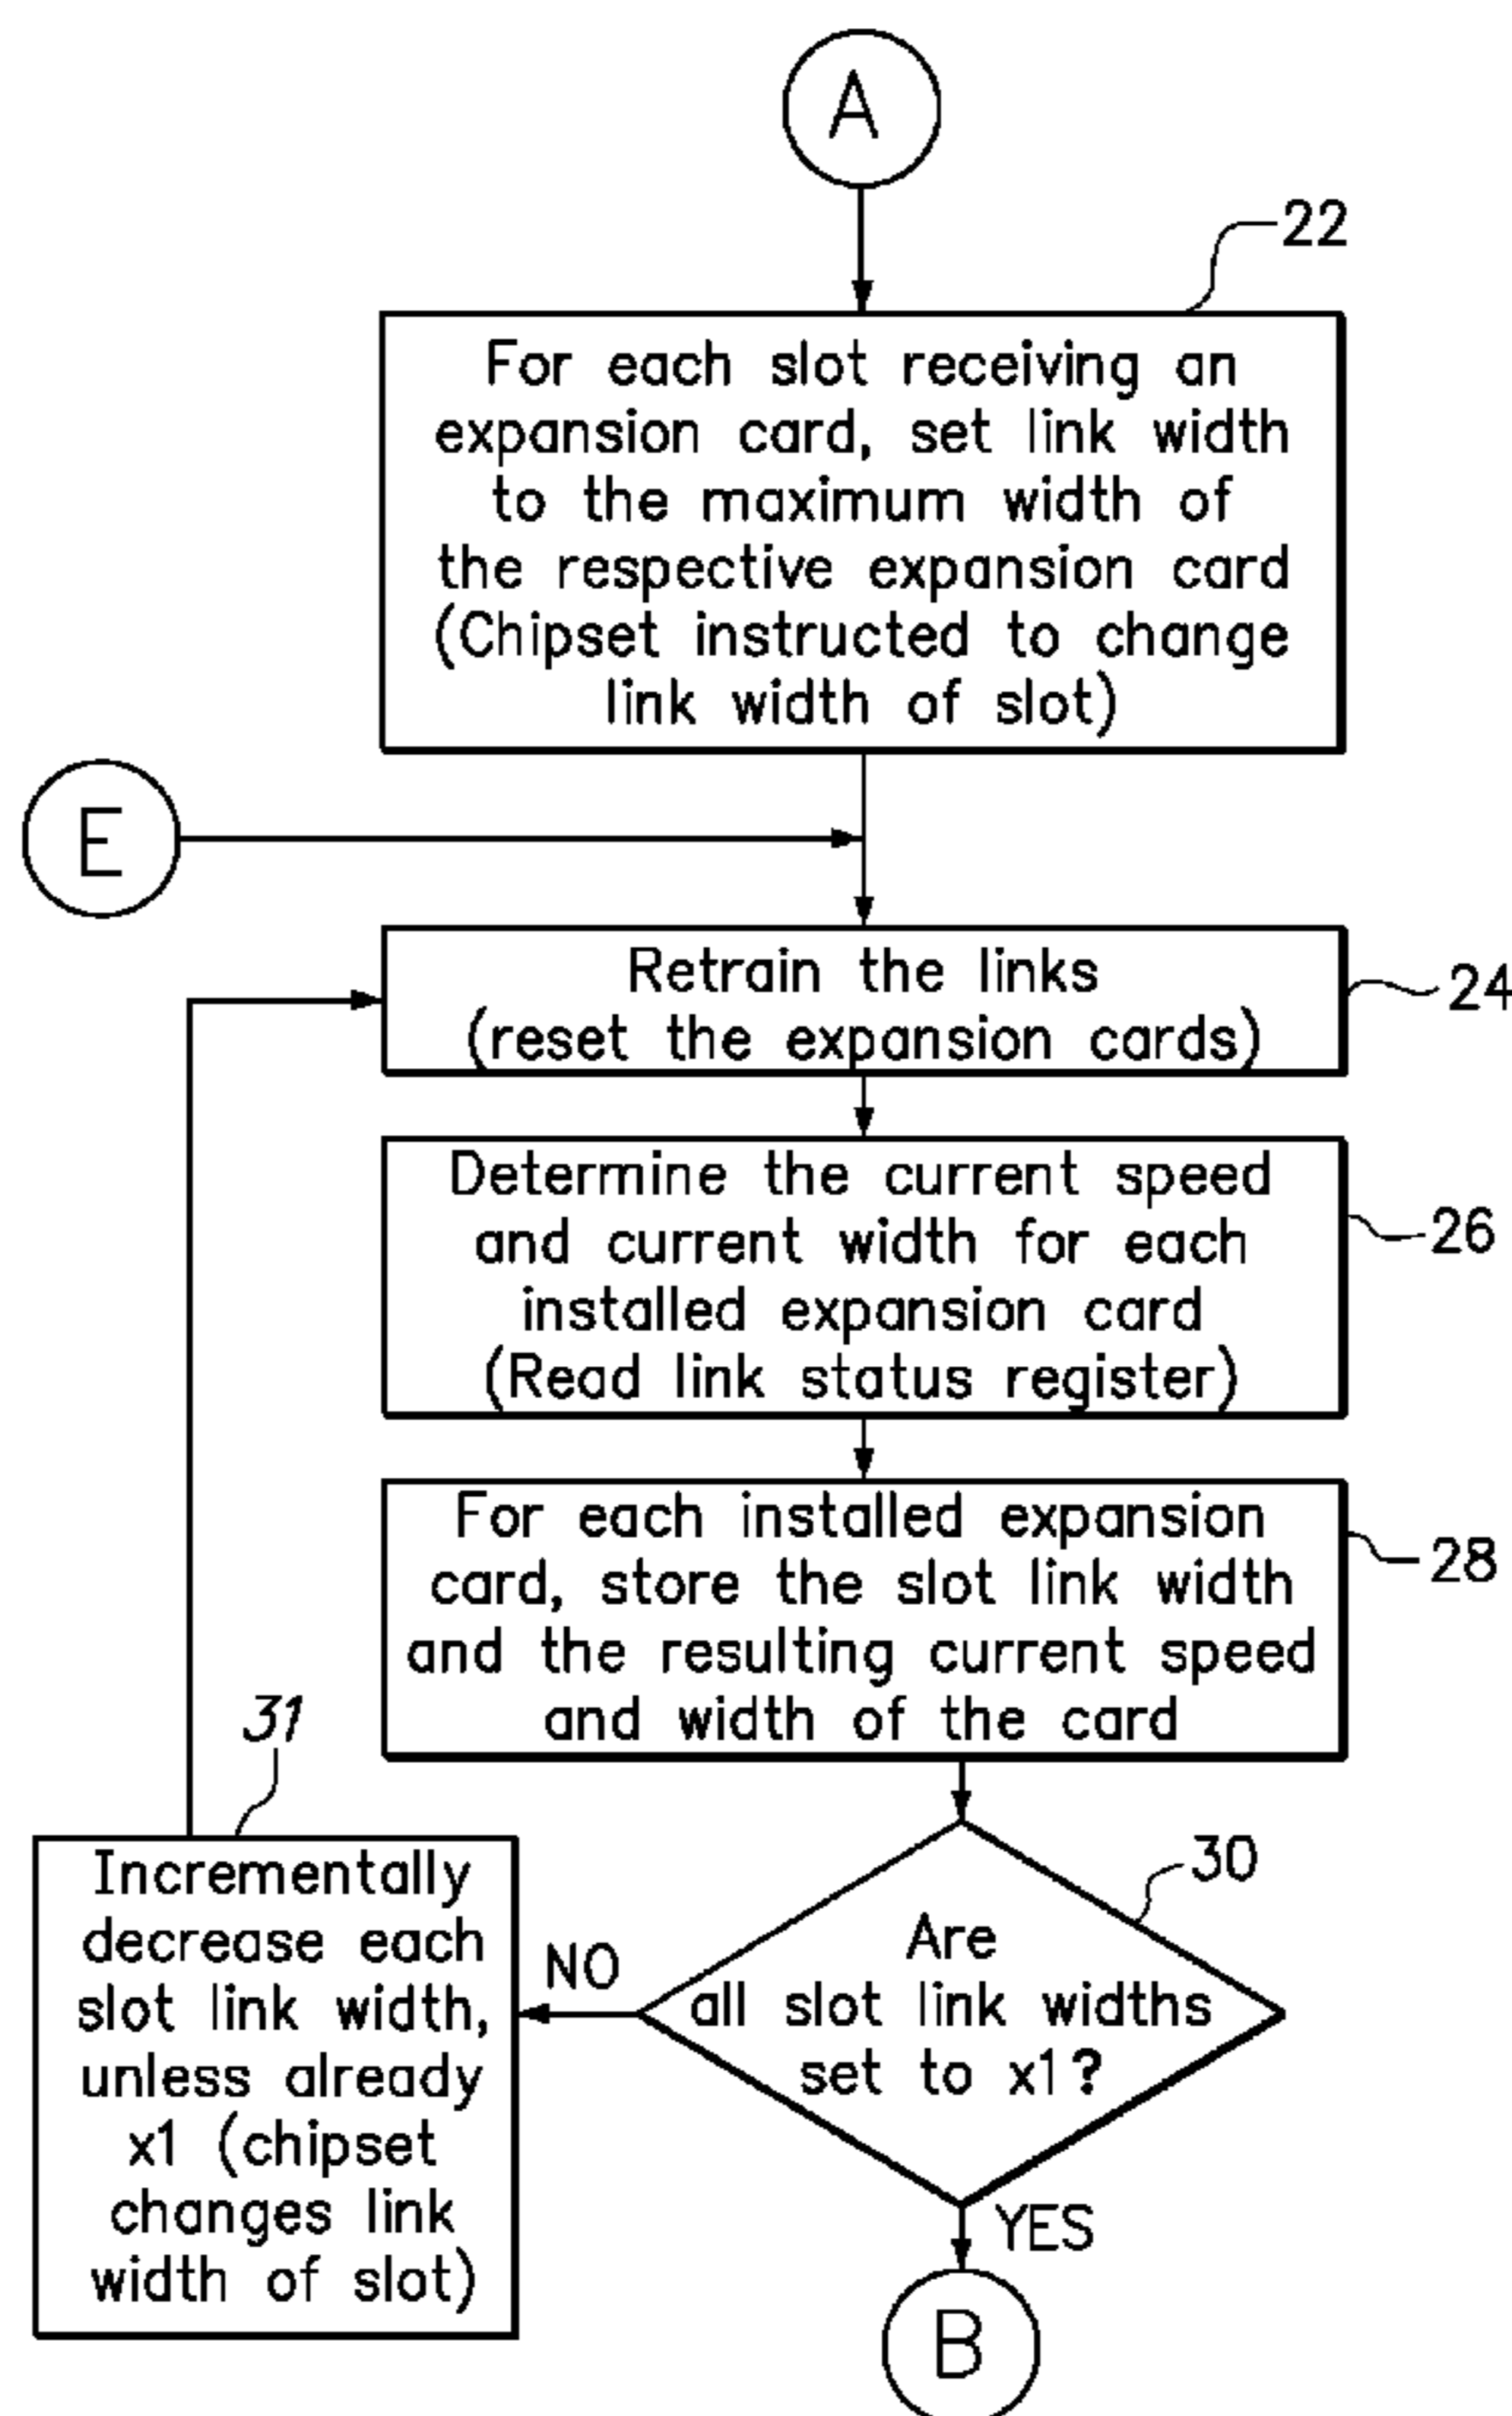 A
22
For each slot receiving an
expansion card, set link width
to the maximum width of
the respective expansion card
(Chipset instructed to change
link width of slot)
E
Retrain the links
(reset the expansion cards)
24
Determine the current speed
and current width for each
installed expansion card
(Read link status register)
26
For each installed expansion
card, store the slot link width
and the resulting current speed
and width of the card
28
30
Are
all slot link widths
set to x1?
NO
31
Incrementally
decrease each
slot link width,
unless already
x1 (chipset
changes link
width of slot)
YES
B